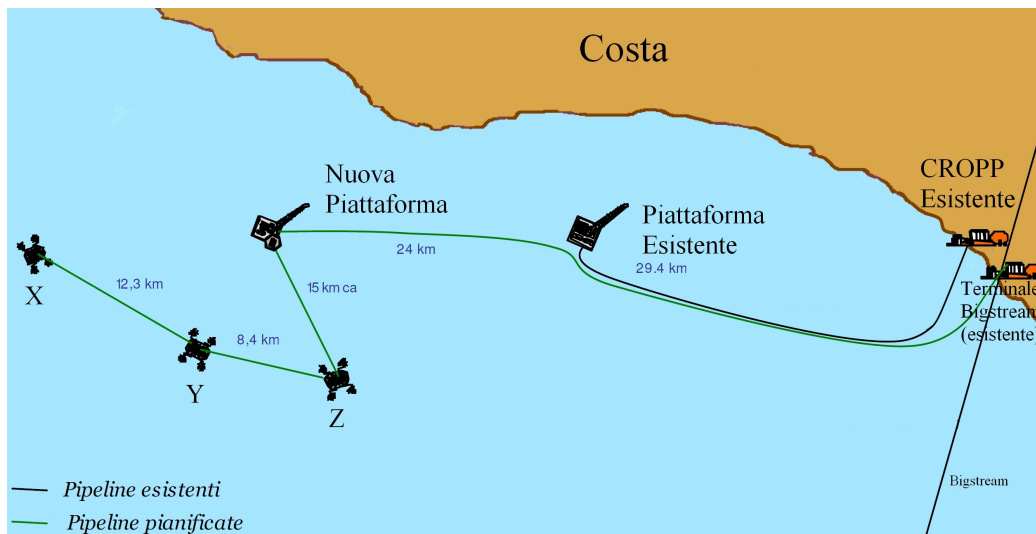 Costa
CROPP
Esistente
Nuova
Piattaforma
Piattaforma
Esistente
24 km
29.4 km
Terminale
Bigstream
(esistente)
X
12,3 km
15 km ca
8,4 km
Y
Z
Bigstream
Pipeline esistenti
Pipeline pianificate